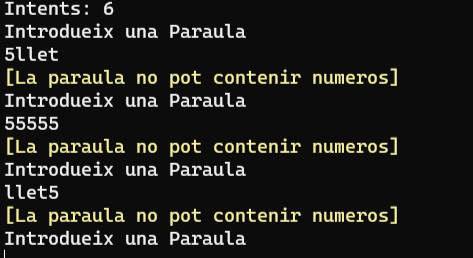 Intents: 6
Introdueix una Paraula
5llet
[La paraula no pot contenir numeros]
Introdueix una Paraula
55555
[La paraula no pot contenir numeros]
Introdueix una Paraula
llet5
[La paraula no pot contenir numeros]
Introdueix una Paraula